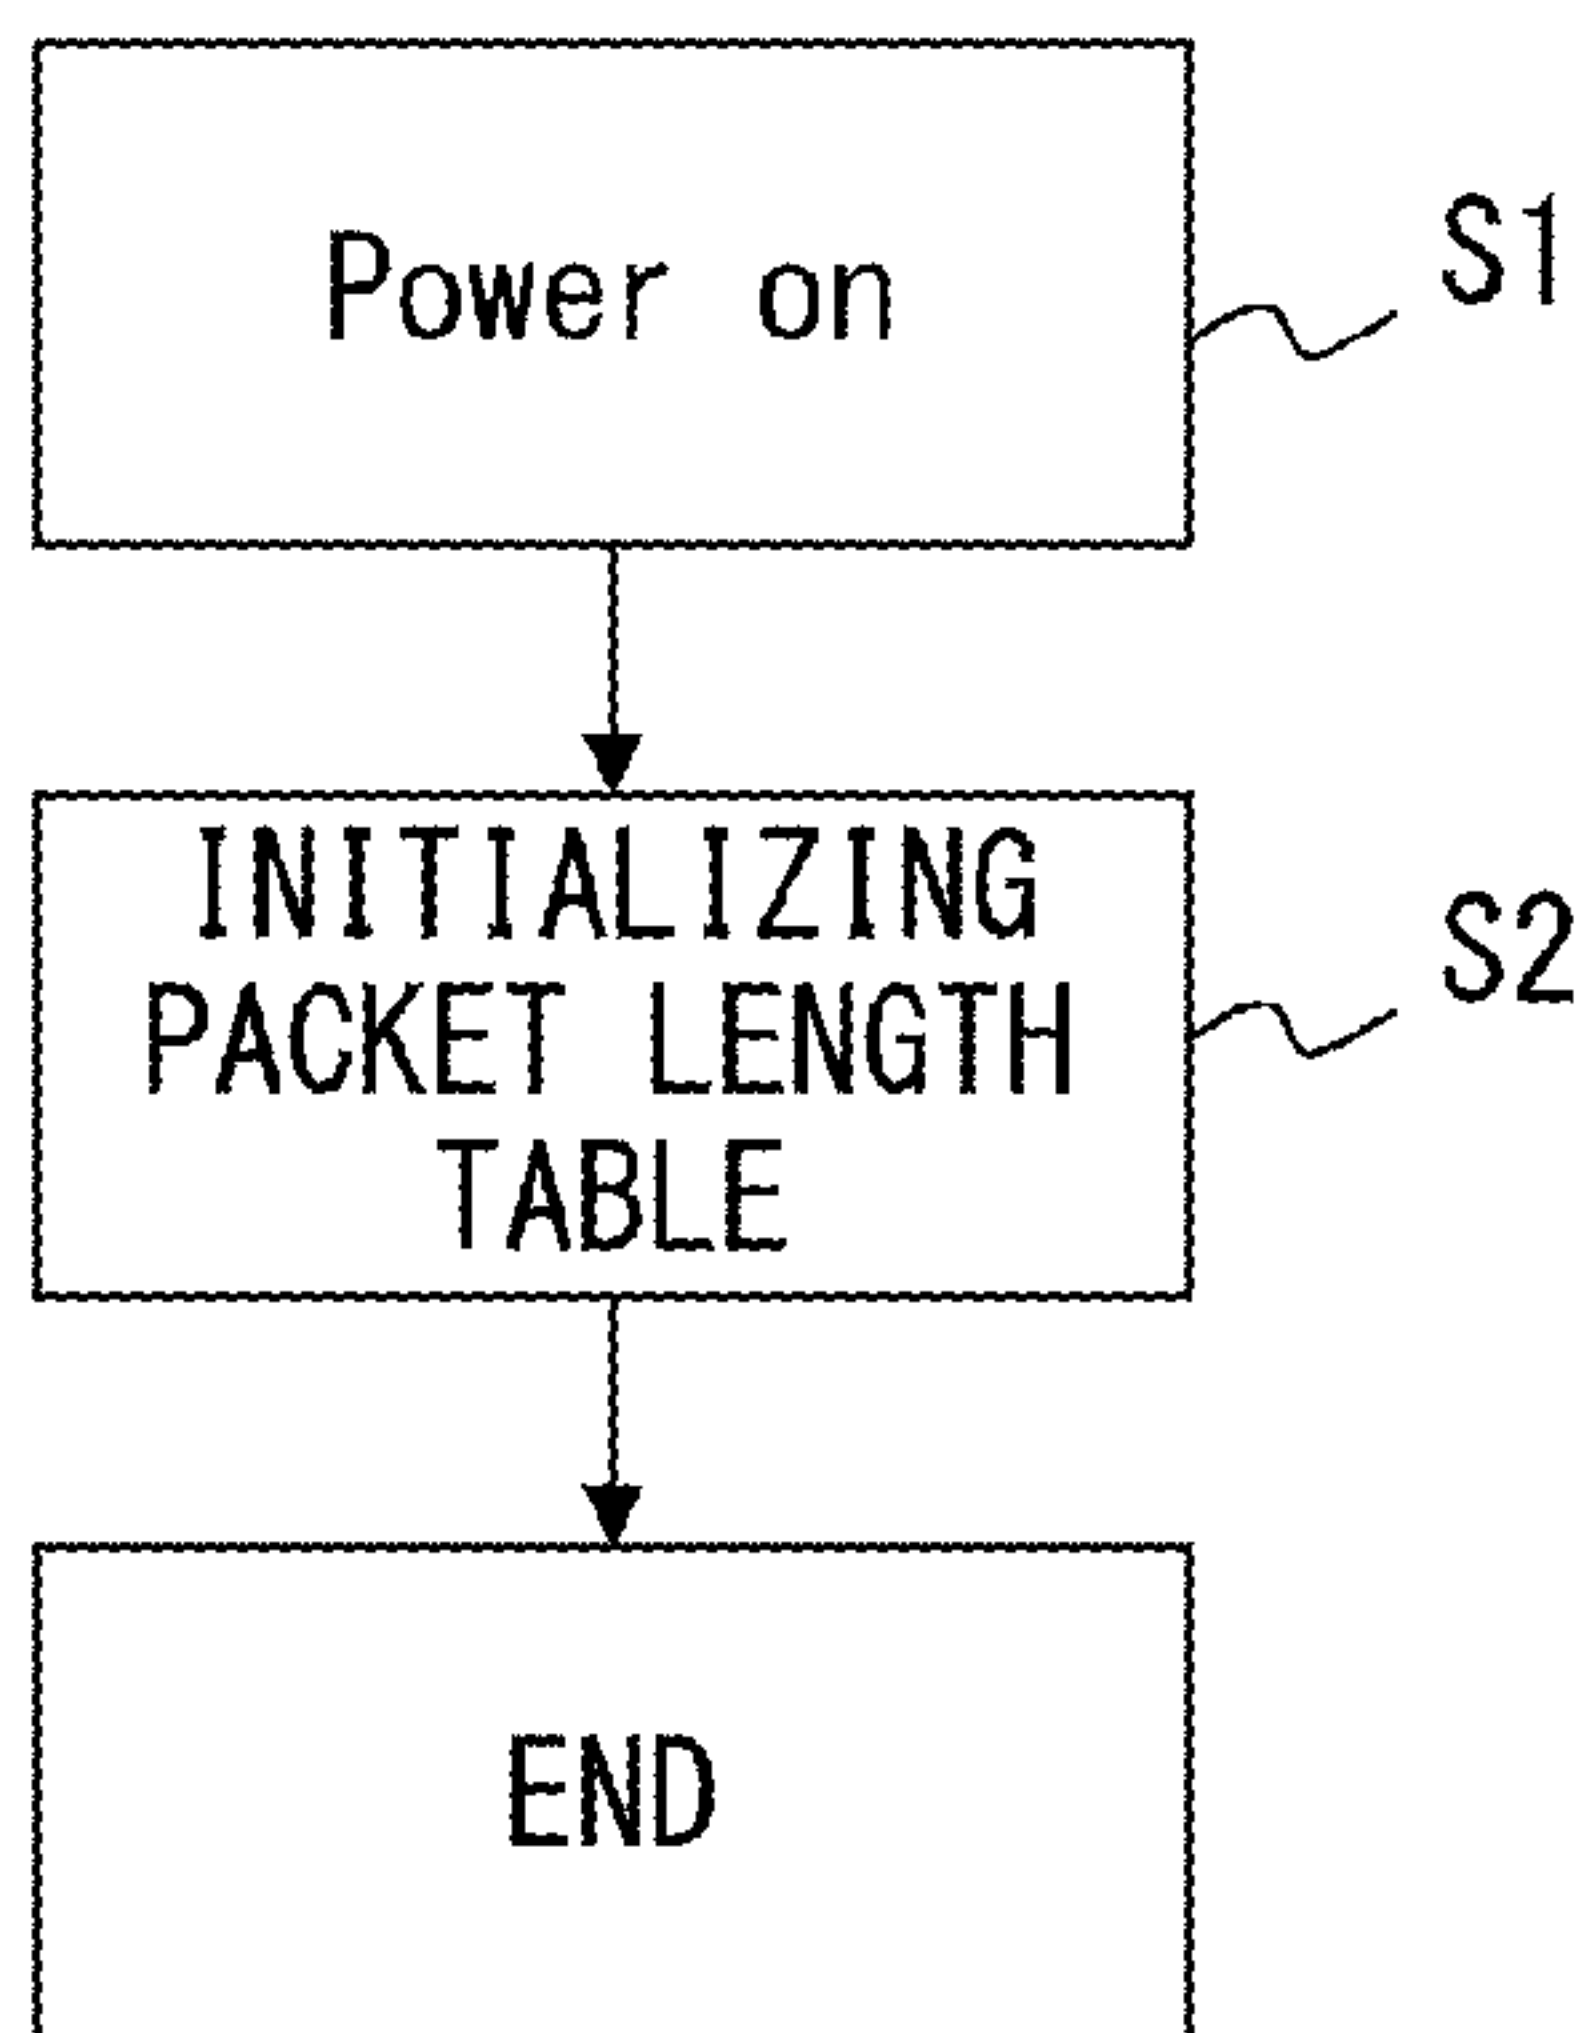 Power on
S1
INITIALIZING
PACKET LENGTH
TABLE
S2
END